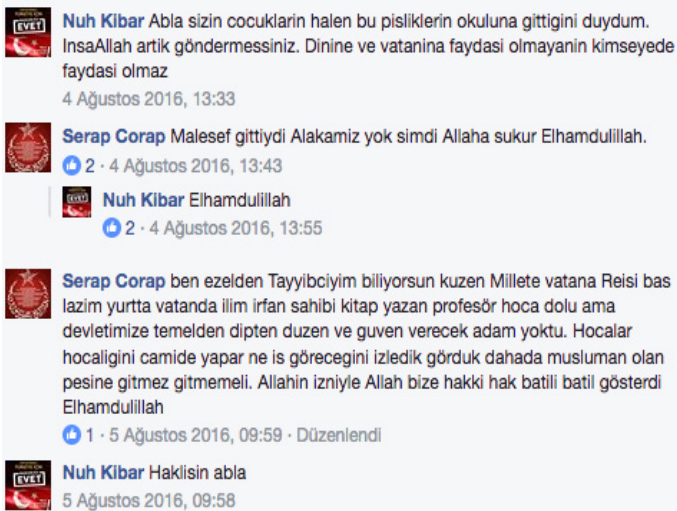 Nuh Kibar Abla sizin cocuklarin halen bu pisliklerin okuluna gittigini duydum.
InsaAllah artik göndermessiniz. Dinine ve vatanina faydasi olmayanin kimseyede
faydasi olmaz
4 Ağustos 2016, 13:33
Serap Corap Malesef gittiydi Alakamiz yok simdi Allaha sukur Elhamdulillah.
2 · 4 Ağustos 2016, 13:43
Nuh Kibar Elhamdulillah
2 · 4 Ağustos 2016, 13:55
Serap Corap ben ezelden Tayyibciyim biliyorsun kuzen Millete vatana Reisi bas
lazim yurtta vatanda ilim irfan sahibi kitap yazan profesör hoca dolu ama
devletimize temelden dipten duzen ve guven verecek adam yoktu. Hocalar
hocaligini camide yapar ne is görecegini izledik görduk dahada musluman olan
pesine gitmez gitmemeli. Allahin izniyle Allah bize hakki hak batili batil gösterdi
Elhamdulillah
1 · 5 Ağustos 2016, 09:59 · Düzenlendi
Nuh Kibar Haklisin abla
5 Ağustos 2016, 09:58
EVET
EVET
EVET